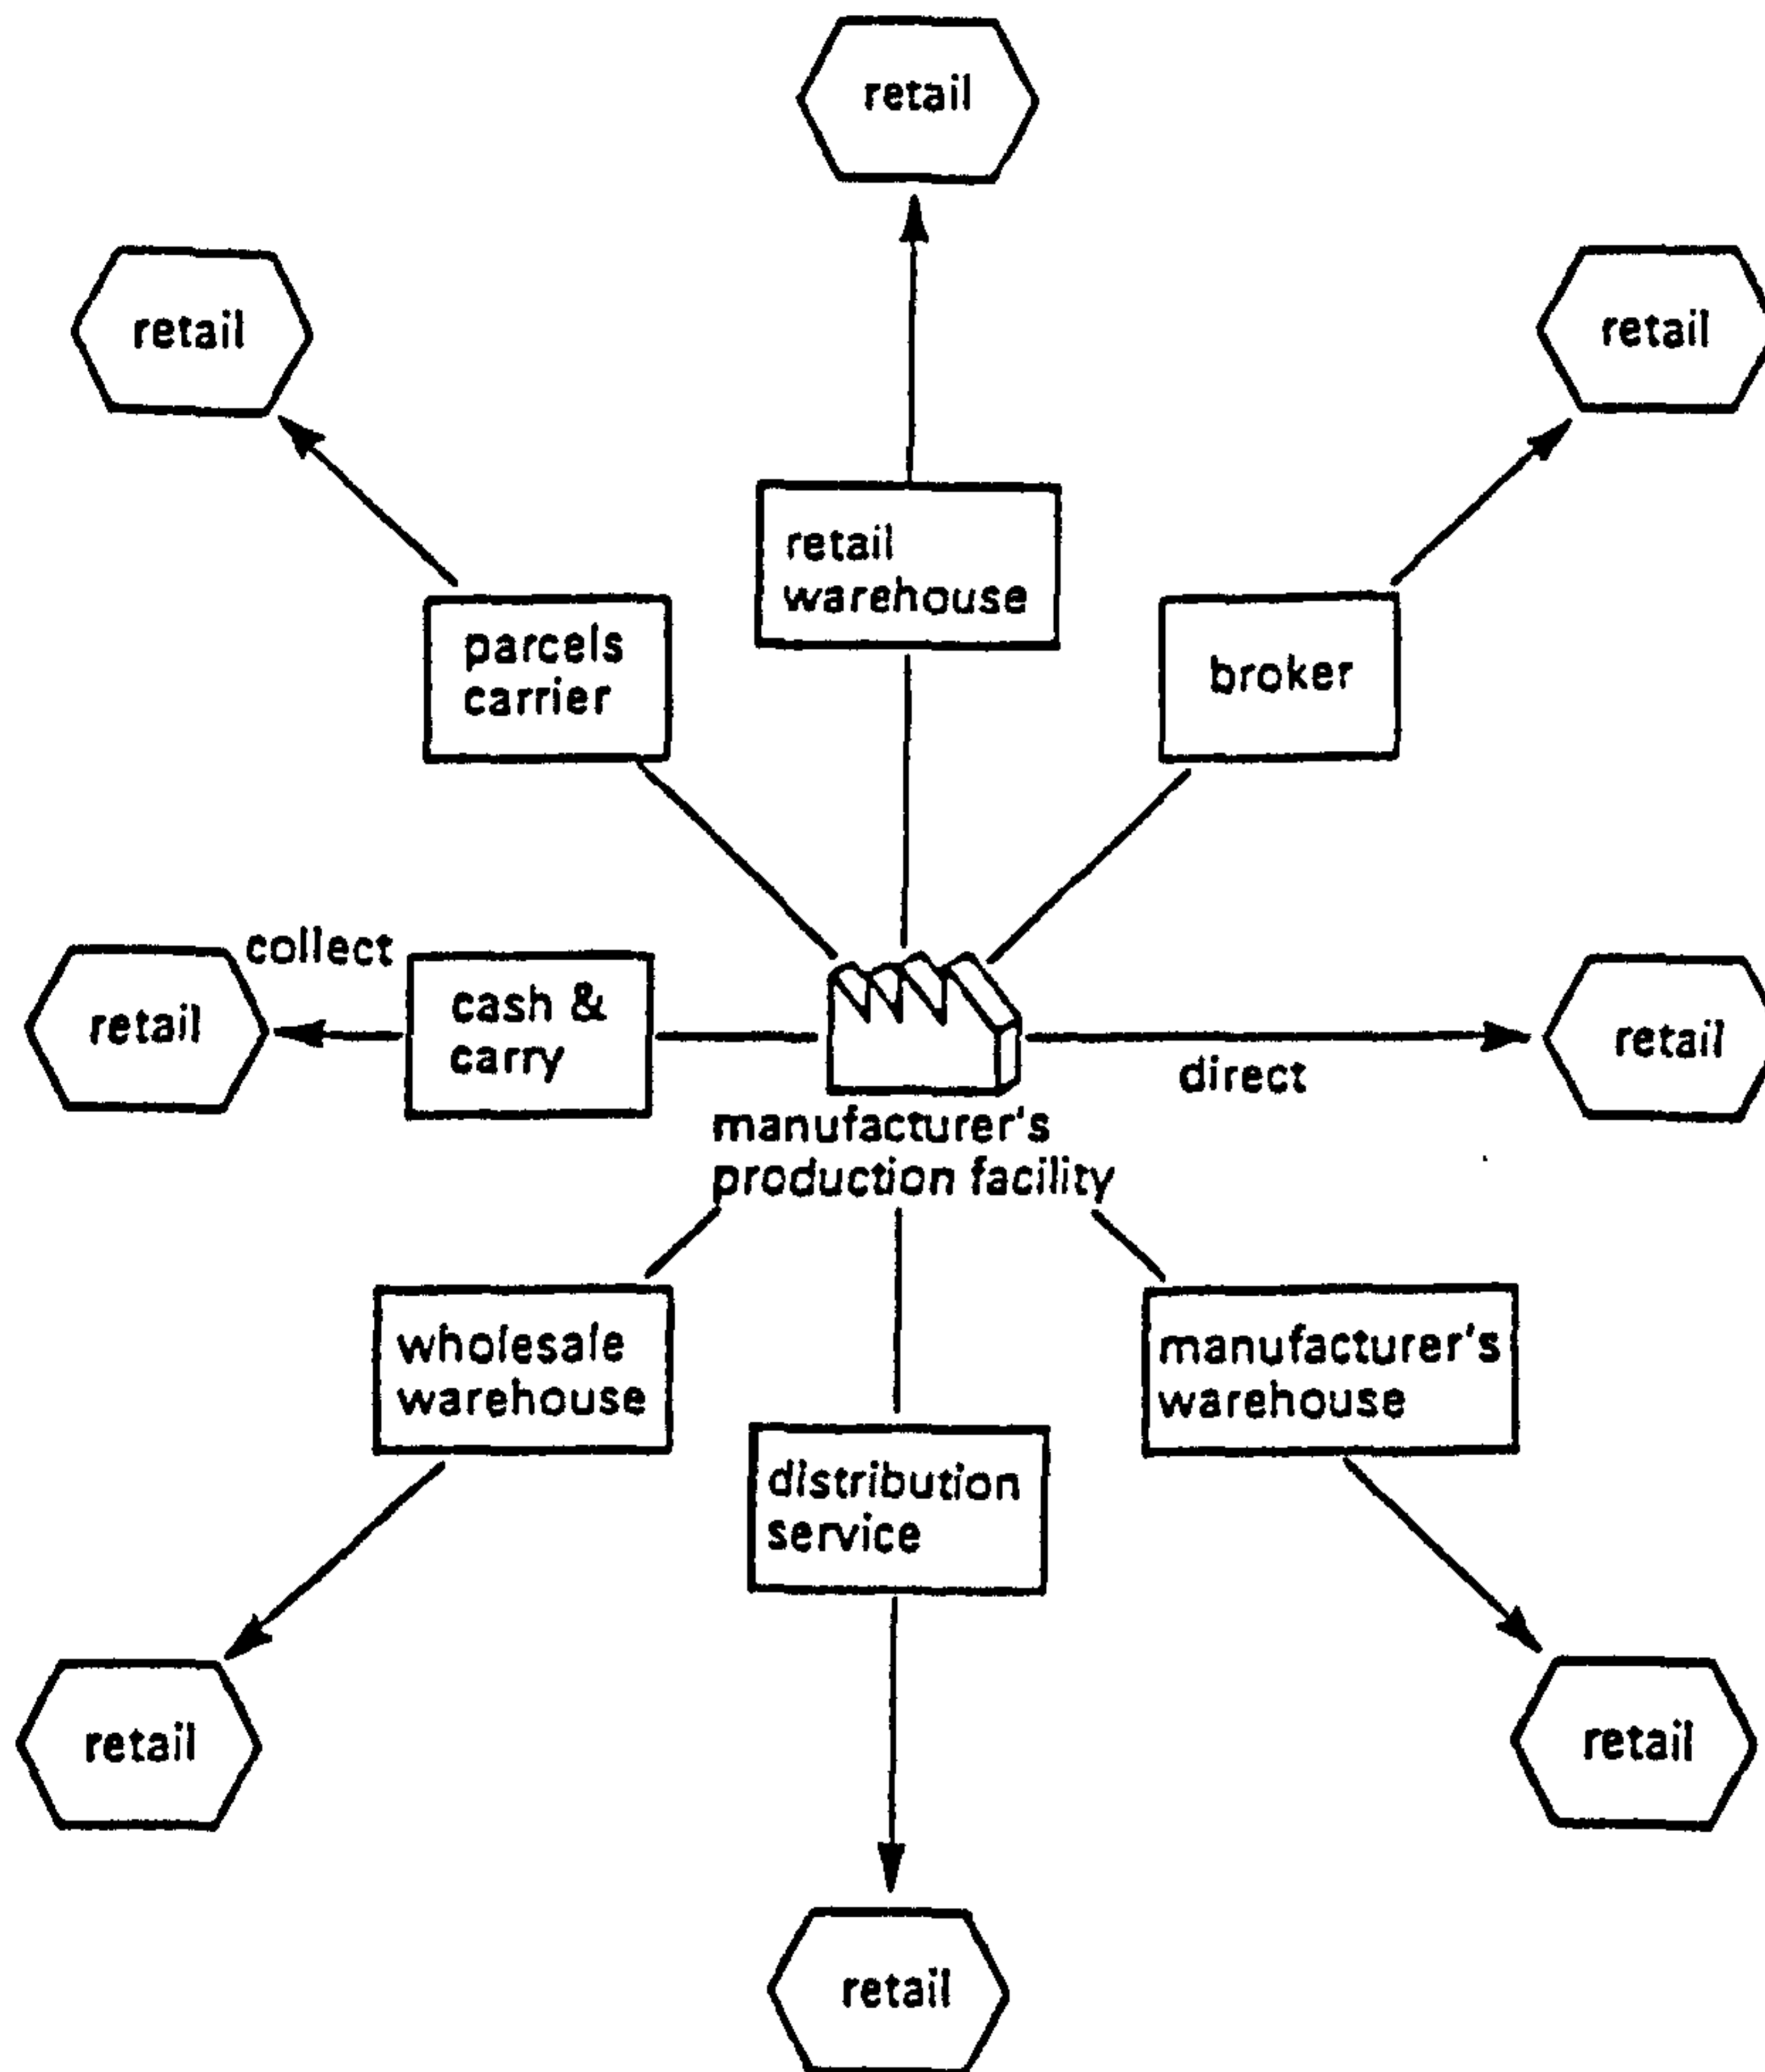 retail
retail
retail
retail
warehouse
parcels
carrier
broker
collect
retail
cash &
carry
direct
retail
manufacturer's
production facility
wholesale
warehouse
manufacturer's
warehouse
distribution
service
retail
retail
retail